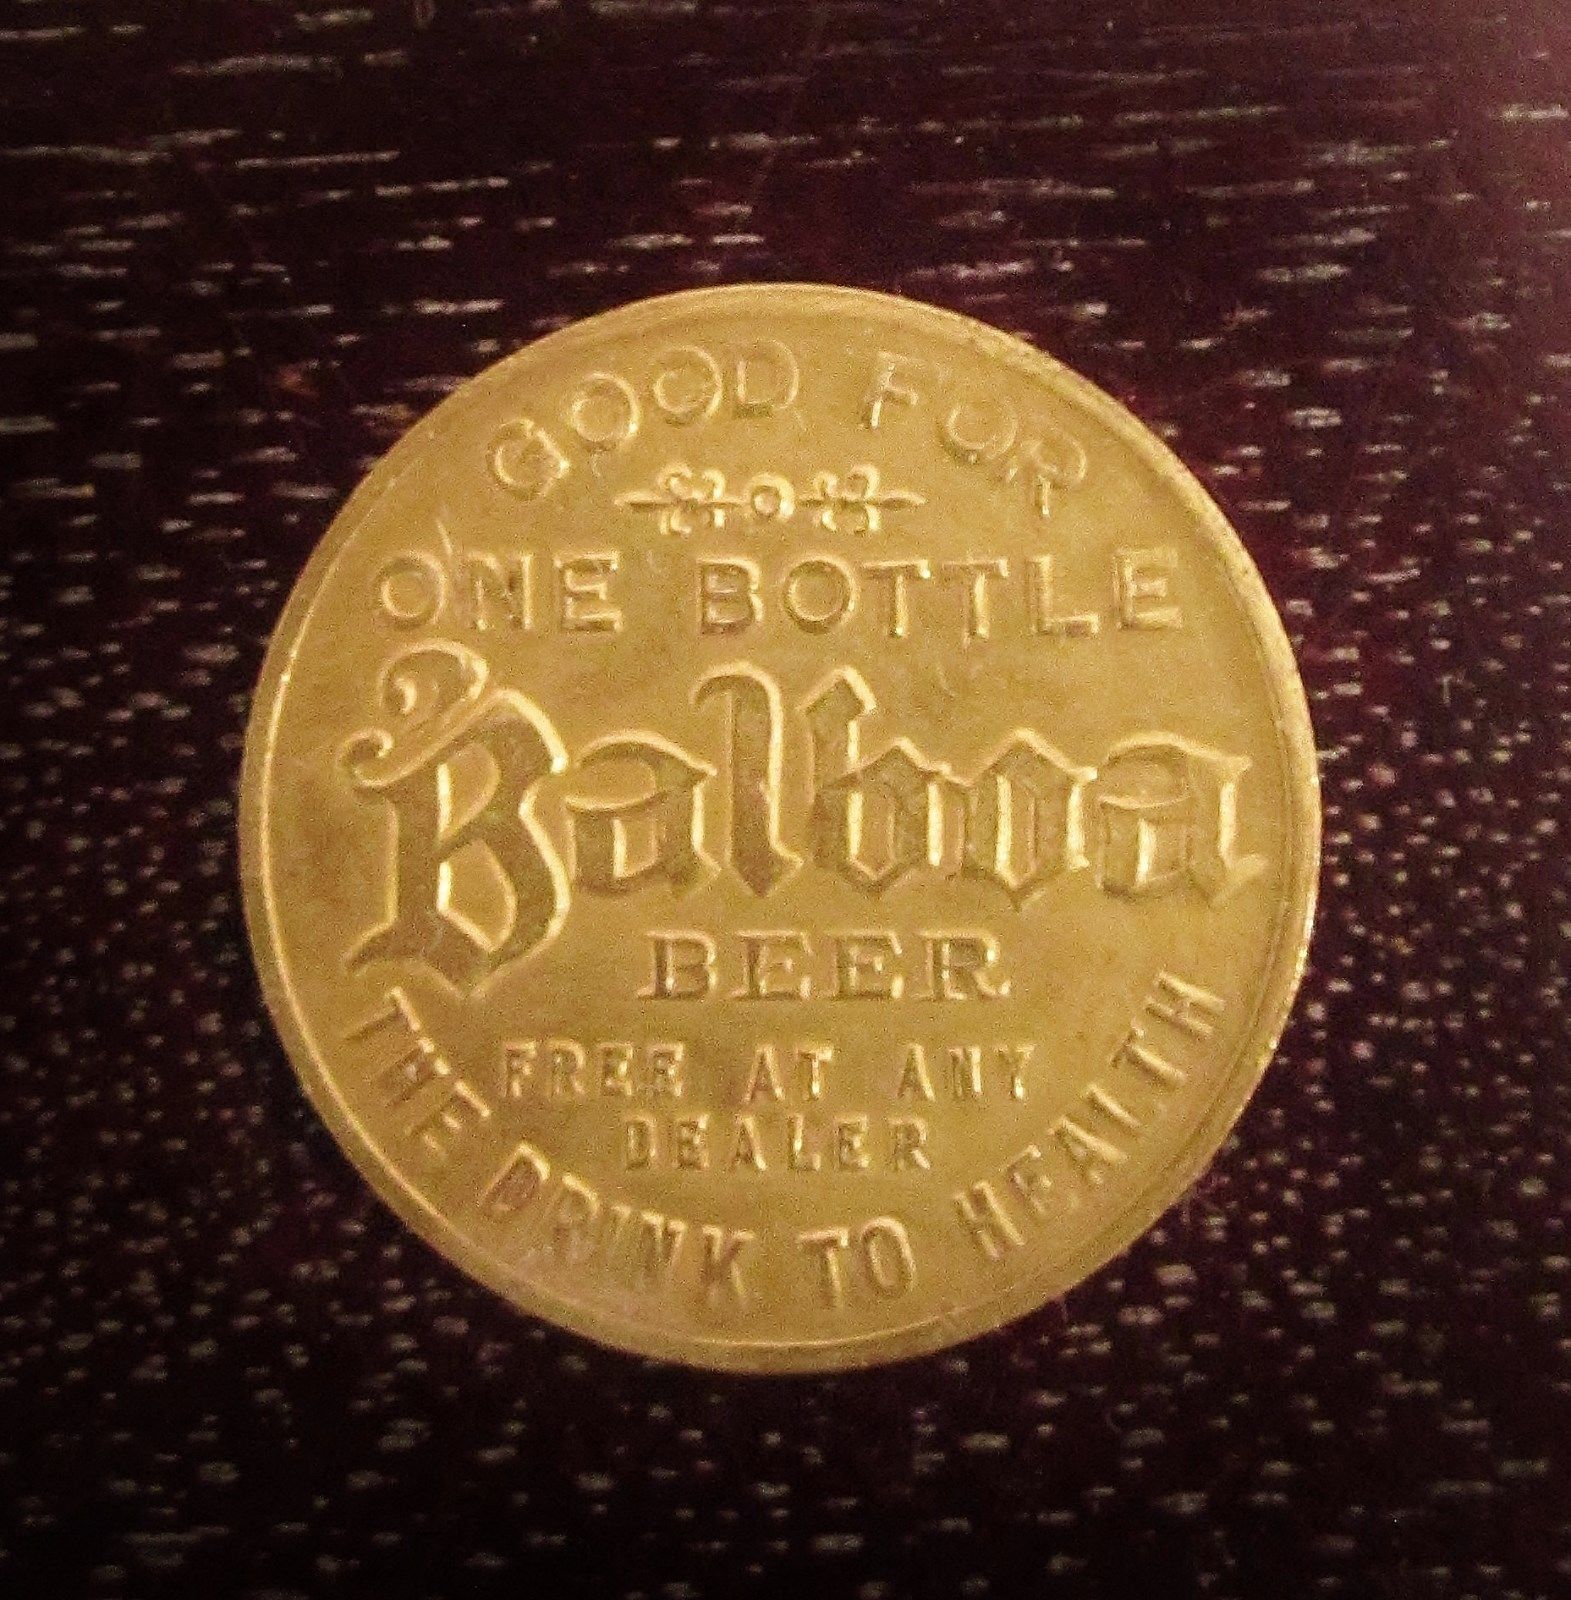 GOOD FOR
ONE BOTTLE
Balboa
BEER
FREE AT ANY
DEALER
THE DRINK TO HEALTH